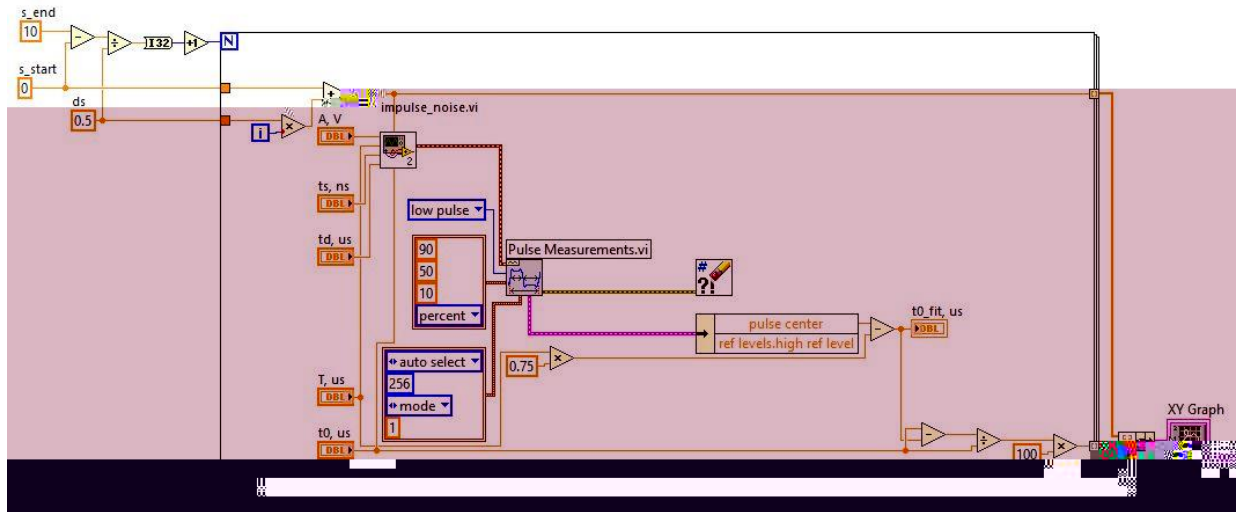 s_end
10
I32
+1
N
s_start
0
ds
0.5
i
impulse_noise.vi
A, V
DBL
2
ts, ns
DBL
low pulse
td, us
DBL
90
50
10
percent
Pulse Measurements.vi
#
?!
t0_fit, us
pulse center
DBL
ref levels.high ref level
auto select
0.75
256
T, us
DBL
mode
1
XY Graph
t0, us
DBL
100